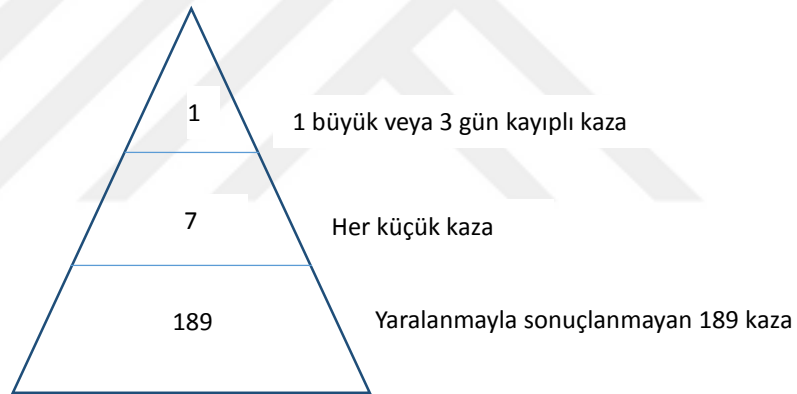 1
1 büyük veya 3 gün kayıplı kaza
7
Her küçük kaza
189
Yaralanmayla sonuçlanmayan 189 kaza